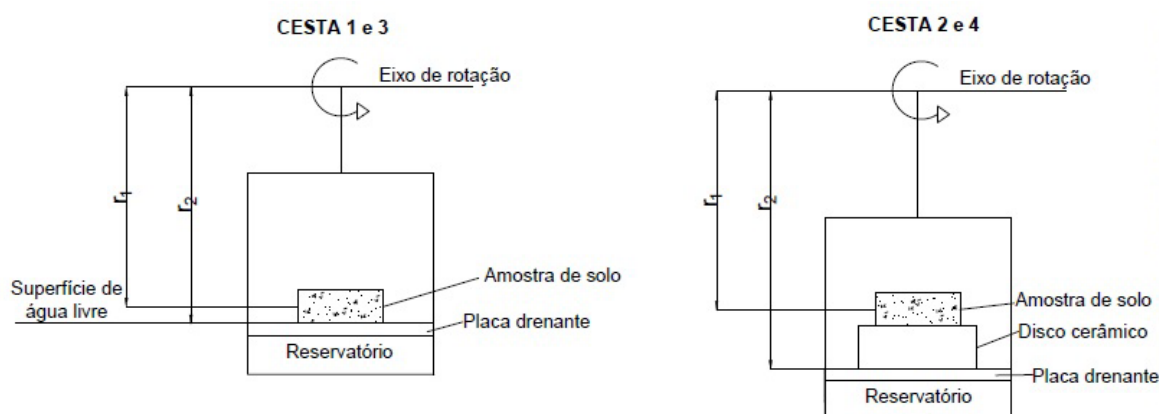 CESTA 1 e 3
Eixo de rotação
r1
r2
Superfície de
água livre
Amostra de solo
Placa drenante
Reservatório
CESTA 2 e 4
Eixo de rotação
r1
r2
Amostra de solo
Disco cerâmico
Placa drenante
Reservatório